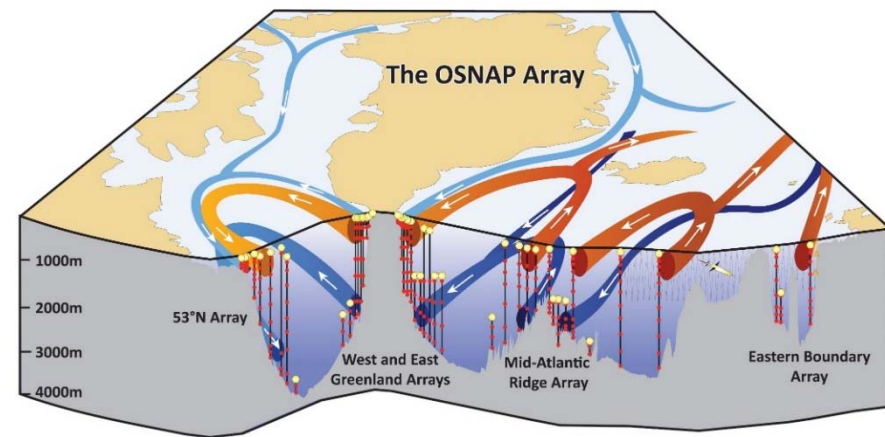 The OSNAP Array
1000m
2000m
3000m
4000m
53°N Array
West and East
Greenland Arrays
Mid-Atlantic
Ridge Array
Eastern Boundary
Array